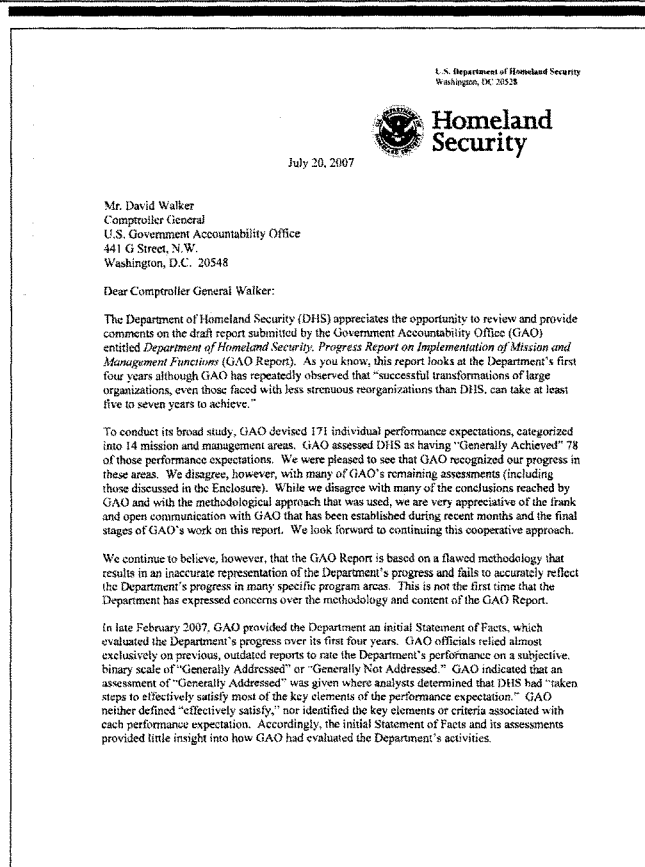 U.S. Department of Homeland Security
Washington, DC 20528
Homeland
Security
July 20, 2007
Mr. David Walker
Comptroller General
U.S. Government Accountability Office
441 G Street, N.W.
Washington, D.C. 20548
Dear Comptroller General Walker:
The Department of Homeland Security (DHS) appreciates the opportunity to review and provide
comments on the draft report submitted by the Government Accountability Office (GAO)
entitled Department of Homeland Security, Progress Report on Implementation of Mission and
Management Functions (GAO Report). As you know, this report looks at the Department's first
four years although GAO has repeatedly observed that "successful transformations of large
organizations, even those faced with less strenuous reorganizations than DHS, can take at least
five to seven years to achieve."
To conduct its broad study, GAO devised 171 individual performance expectations, categorized
into 14 mission and management areas. GAO assessed DHS as having "Generally Achieved" 78
of those performance expectations. We were pleased to see that GAO recognized our progress in
these areas. We disagree, however, with many of GAO's remaining assessments (including
those discussed in the Enclosure). While we disagree with many of the conclusions reached by
GAO and with the methodological approach that was used, we are very appreciative of the frank
and open communication with GAO that has been established during recent months and the final
stages of GAO's work on this report. We look forward to continuing this cooperative approach.
We continue to believe, however, that the GAO Report is based on a flawed methodology that
results in an inaccurate representation of the Department's progress and fails to accurately reflect
the Department's progress in many specific program areas. This is not the first time that the
Department has expressed concerns over the methodology and content of the GAO Report.
In late February 2007, GAO provided the Department an initial Statement of Facts, which
evaluated the Department's progress over its first four years. GAO officials relied almost
exclusively on previous, outdated reports to rate the Department's performance on a subjective,
binary scale of "Generally Addressed" or "Generally Not Addressed." GAO indicated that an
assessment of "Generally Addressed" was given where analysts determined that DHS had "taken
steps to effectively satisfy most of the key elements of the performance expectation." GAO
neither defined "effectively satisfy," nor identified the key elements or criteria associated with
each performance expectation. Accordingly, the initial Statement of Facts and its assessments
provided little insight into how GAO had evaluated the Department's activities.